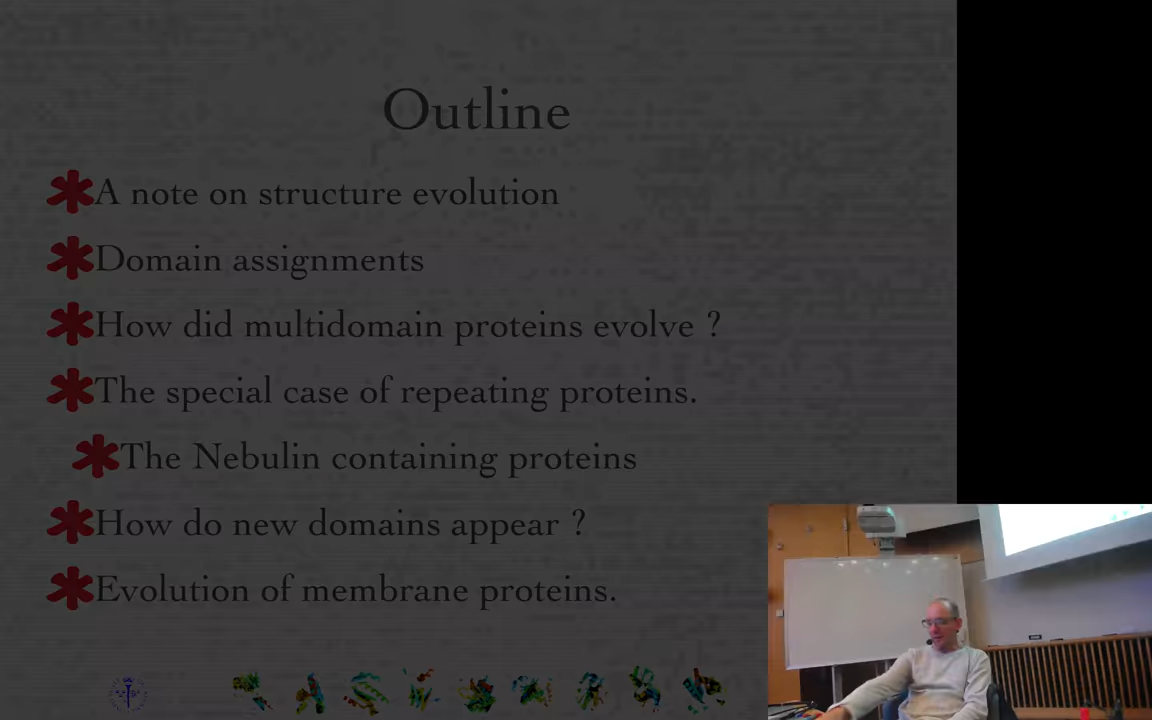 Outline
A note on structure evolution
Domain assignments
How did multidomain proteins evolve ?
The special case of repeating proteins.
The Nebulin containing proteins
How do new domains appear ?
Evolution of membrane proteins.